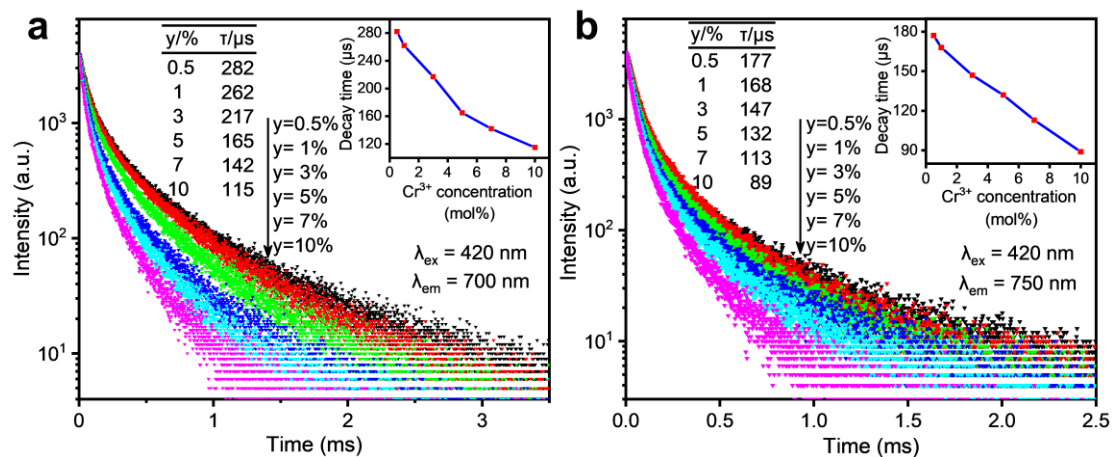 a
y/% τ/μs
0.5 282
1 262
3 217
5 165
7 142
10 115
y=0.5%
y= 1%
y= 3%
y= 5%
y= 7%
y=10%
λex = 420 nm
λem = 700 nm
Decay time (μs)
280
240
200
160
120
0 2 4 6 8 10
Cr³⁺ concentration
(mol%)
Intensity (a.u.)
10³
10²
10¹
0 1 2 3
Time (ms)
b
y/% τ/μs
0.5 177
1 168
3 147
5 132
7 113
10 89
y=0.5%
y= 1%
y= 3%
y= 5%
y= 7%
y=10%
λex = 420 nm
λem = 750 nm
Decay time (μs)
180
150
120
90
0 2 4 6 8 10
Cr³⁺ concentration
(mol%)
Intensity (a.u.)
10³
10²
10¹
0.0 0.5 1.0 1.5 2.0 2.5
Time (ms)